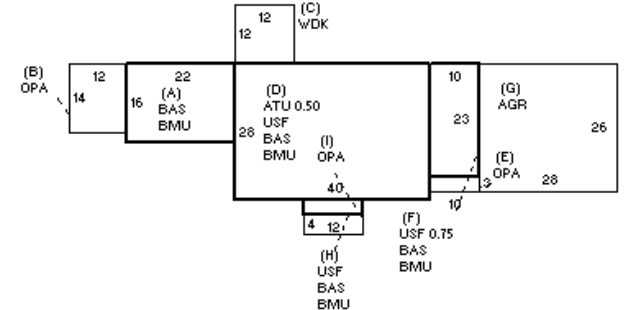 12
(C)
WDK
12
(B)
OPA
12
14
22
16
(A)
BAS
BMU
(D)
ATU 0.50
USF
BAS
BMU
28
(I)
OPA
40
10
23
(G)
AGR
26
(E)
OPA
3
28
10
4
12
(F)
USF 0.75
BAS
BMU
(H)
USF
BAS
BMU